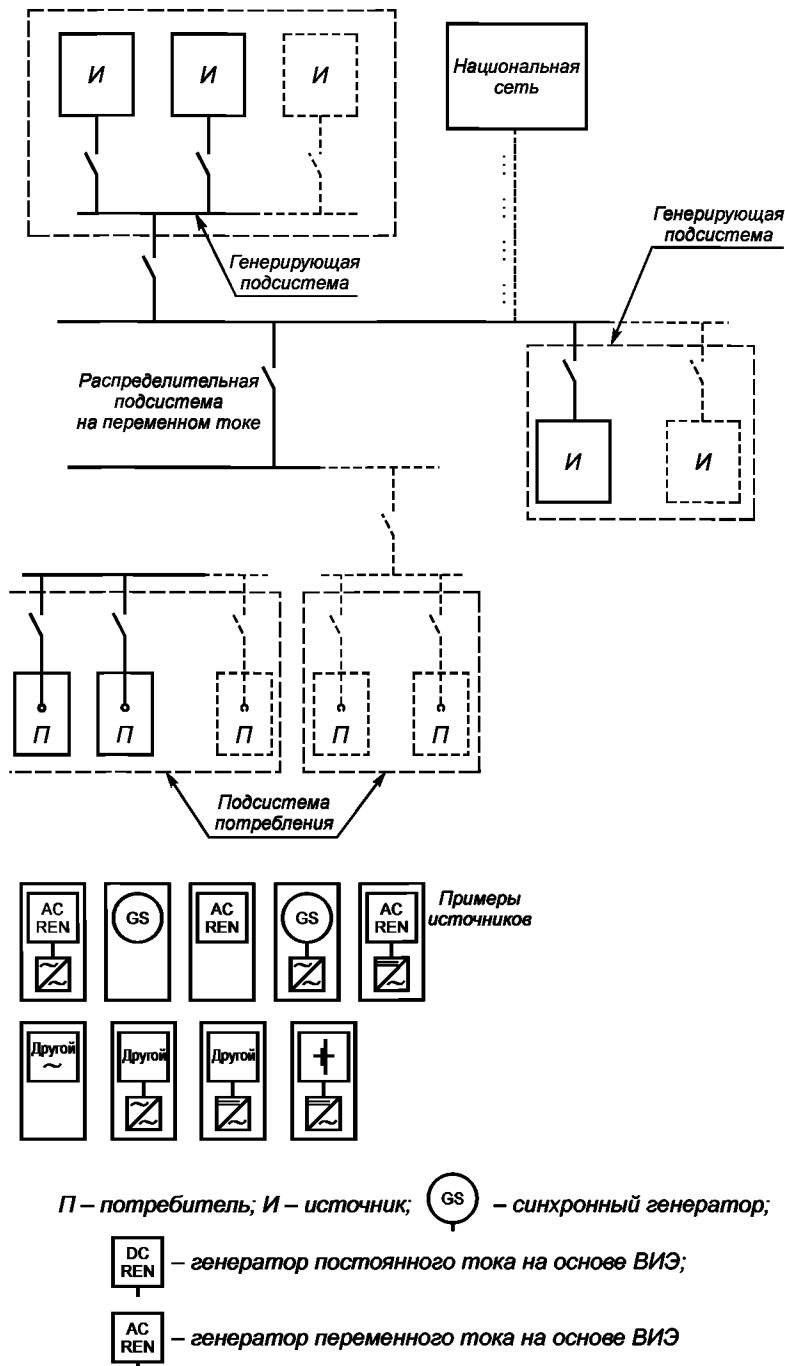 И
И
И
Национальная
сеть
Генерирующая
подсистема
Генерирующая
подсистема
Распределительная
подсистема
на переменном токе
И
И
П
П
П
П
П
Подсистема
потребления
AC
REN
GS
AC
REN
GS
AC
REN
Примеры
источников
Другой
~
Другой
Другой
П – потребитель; И – источник; GS – синхронный генератор;
DC
REN – генератор постоянного тока на основе ВИЭ;
AC
REN – генератор переменного тока на основе ВИЭ